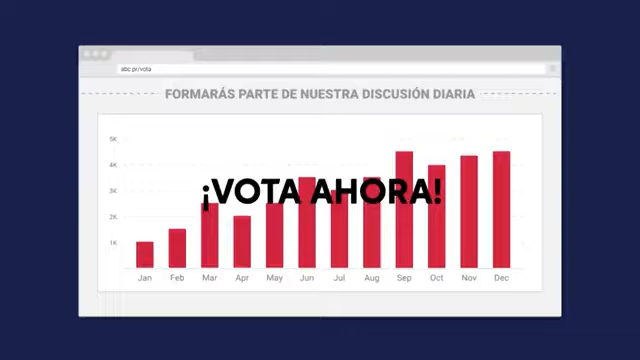 abc.pr/vota
FORMARÁS PARTE DE NUESTRA DISCUSIÓN DIARIA
5K
4K
3K
2K
1K
¡VOTA AHORA!
Jan Feb Mar Apr May Jun Jul Aug Sep Oct Nov Dec